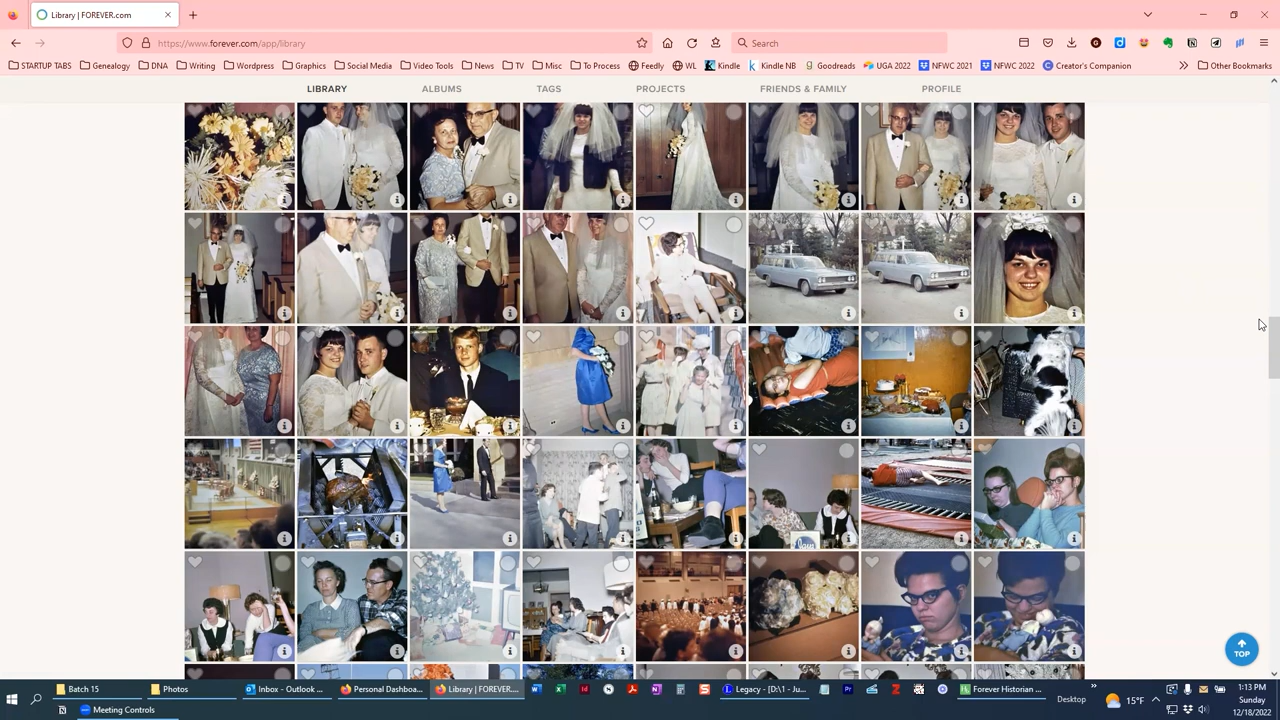 Library | FOREVER.com
https://www.forever.com/app/library
Search
STARTUP TABS Genealogy DNA Writing Wordpress Graphics Social Media Video Tools News TV Misc To Process Feedly WL Kindle Kindle NB Goodreads UGA 2022 NFWC 2021 NFWC 2022 Creator's Companion Other Bookmarks
LIBRARY ALBUMS TAGS PROJECTS FRIENDS & FAMILY PROFILE
TOP
Batch 15 Photos Inbox - Outlook ... Personal Dashboa... Library | FOREVER.... Legacy - [D:\1 - Ju... Forever Historian ... Desktop 15°F 1:13 PM
Sunday
Meeting Controls 12/18/2022